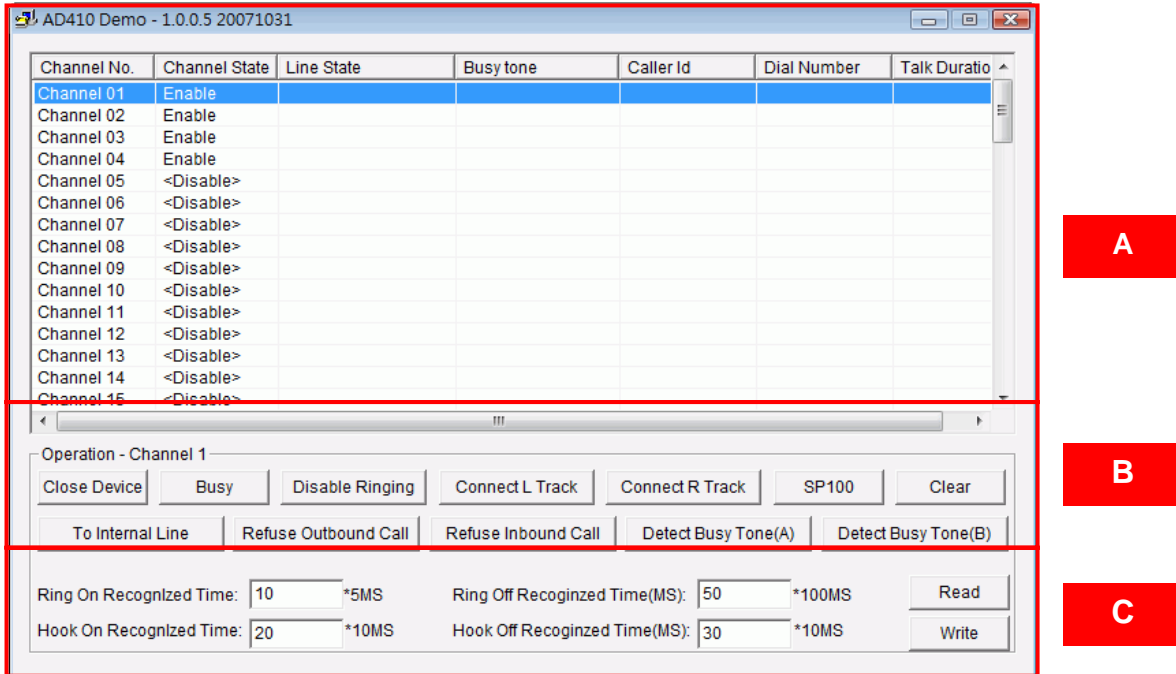 AD410 Demo - 1.0.0.5 20071031
Channel No. Channel State Line State Busy tone Caller Id Dial Number Talk Duratio
Channel 01 Enable
Channel 02 Enable
Channel 03 Enable
Channel 04 Enable
Channel 05 <Disable>
Channel 06 <Disable>
Channel 07 <Disable>
Channel 08 <Disable>
A
Channel 09 <Disable>
Channel 10 <Disable>
Channel 11 <Disable>
Channel 12 <Disable>
Channel 13 <Disable>
Channel 14 <Disable>
Channel 15 <Disable>
Operation - Channel 1
B
Close Device Busy Disable Ringing Connect L Track Connect R Track SP100 Clear
To Internal Line Refuse Outbound Call Refuse Inbound Call Detect Busy Tone(A) Detect Busy Tone(B)
Ring On RecognIzed Time: 10 *5MS Ring Off Recoginzed Time(MS): 50 *100MS Read
C
Hook On RecognIzed Time: 20 *10MS Hook Off Recoginzed Time(MS): 30 *10MS Write